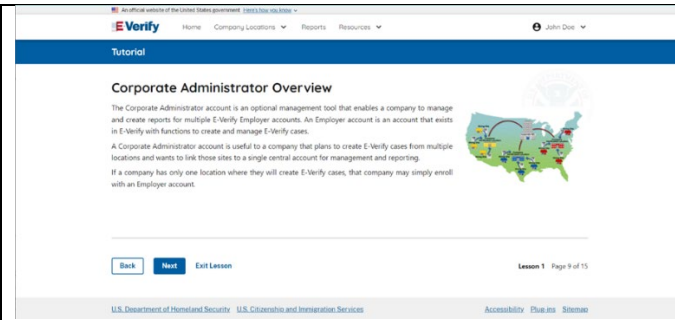 An official website of the United States government Here's how you know
E-Verify Home Company Locations Reports Resources John Doe
Tutorial
Corporate Administrator Overview
The Corporate Administrator account is an optional management tool that enables a company to manage
and create reports for multiple E-Verify Employer accounts. An Employer account is an account that exists
in E-Verify with functions to create and manage E-Verify cases.
A Corporate Administrator account is useful to a company that plans to create E-Verify cases from multiple
locations and wants to link those sites to a single central account for management and reporting.
If a company has only one location where they will create E-Verify cases, that company may simply enroll
with an Employer account.
Back Next Exit Lesson Lesson 1 Page 9 of 15
U.S. Department of Homeland Security U.S. Citizenship and Immigration Services Accessibility Plug-ins Sitemap